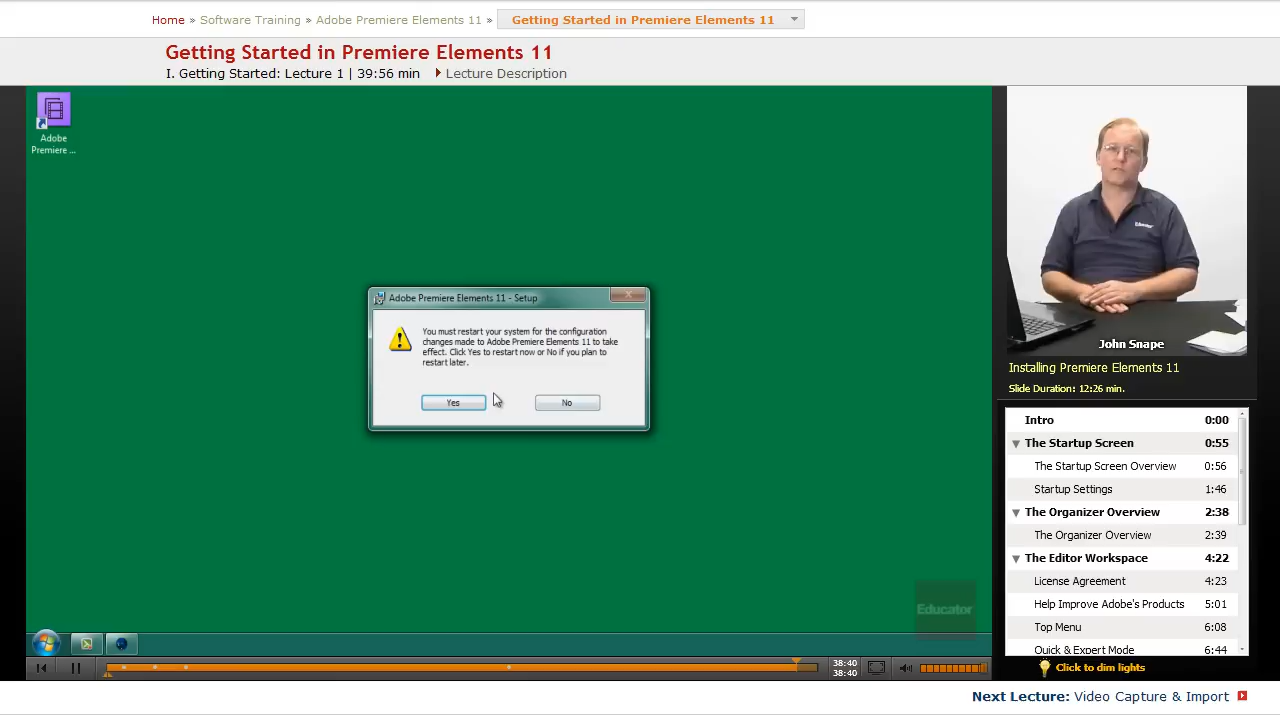 Home » Software Training » Adobe Premiere Elements 11 » Getting Started in Premiere Elements 11
Getting Started in Premiere Elements 11
I. Getting Started: Lecture 1 | 39:56 min Lecture Description
Adobe
Premiere ...
Adobe Premiere Elements 11 - Setup
You must restart your system for the configuration
changes made to Adobe Premiere Elements 11 to take
effect. Click Yes to restart now or No if you plan to
restart later.
Yes No
Educator
38:40
38:40
Educator
John Snape
Installing Premiere Elements 11
Slide Duration: 12:26 min.
Intro 0:00
The Startup Screen 0:55
The Startup Screen Overview 0:56
Startup Settings 1:46
The Organizer Overview 2:38
The Organizer Overview 2:39
The Editor Workspace 4:22
License Agreement 4:23
Help Improve Adobe's Products 5:01
Top Menu 6:08
Quick & Expert Mode 6:44
Click to dim lights
Next Lecture: Video Capture & Import